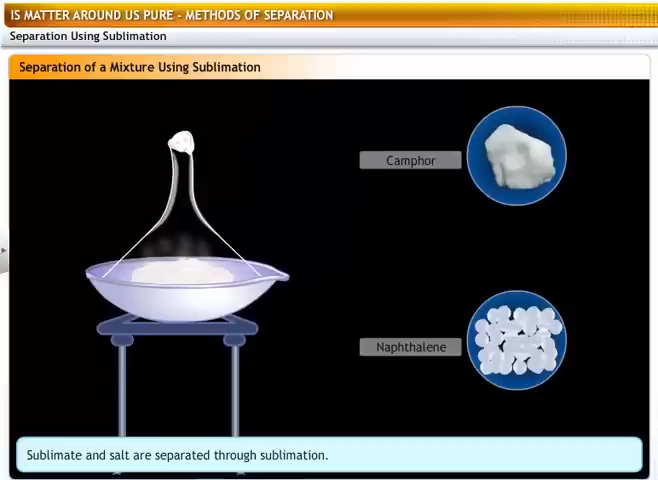 IS MATTER AROUND US PURE - METHODS OF SEPARATION
Separation Using Sublimation
Separation of a Mixture Using Sublimation
Camphor
Naphthalene
Sublimate and salt are separated through sublimation.